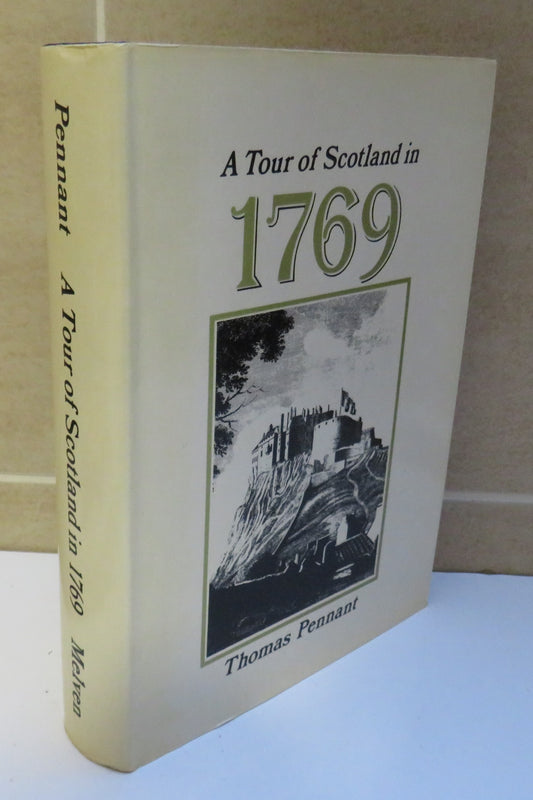 Pennant A Tour of Scotland in 1769 Melven
A Tour of Scotland in
1769
Thomas Pennant